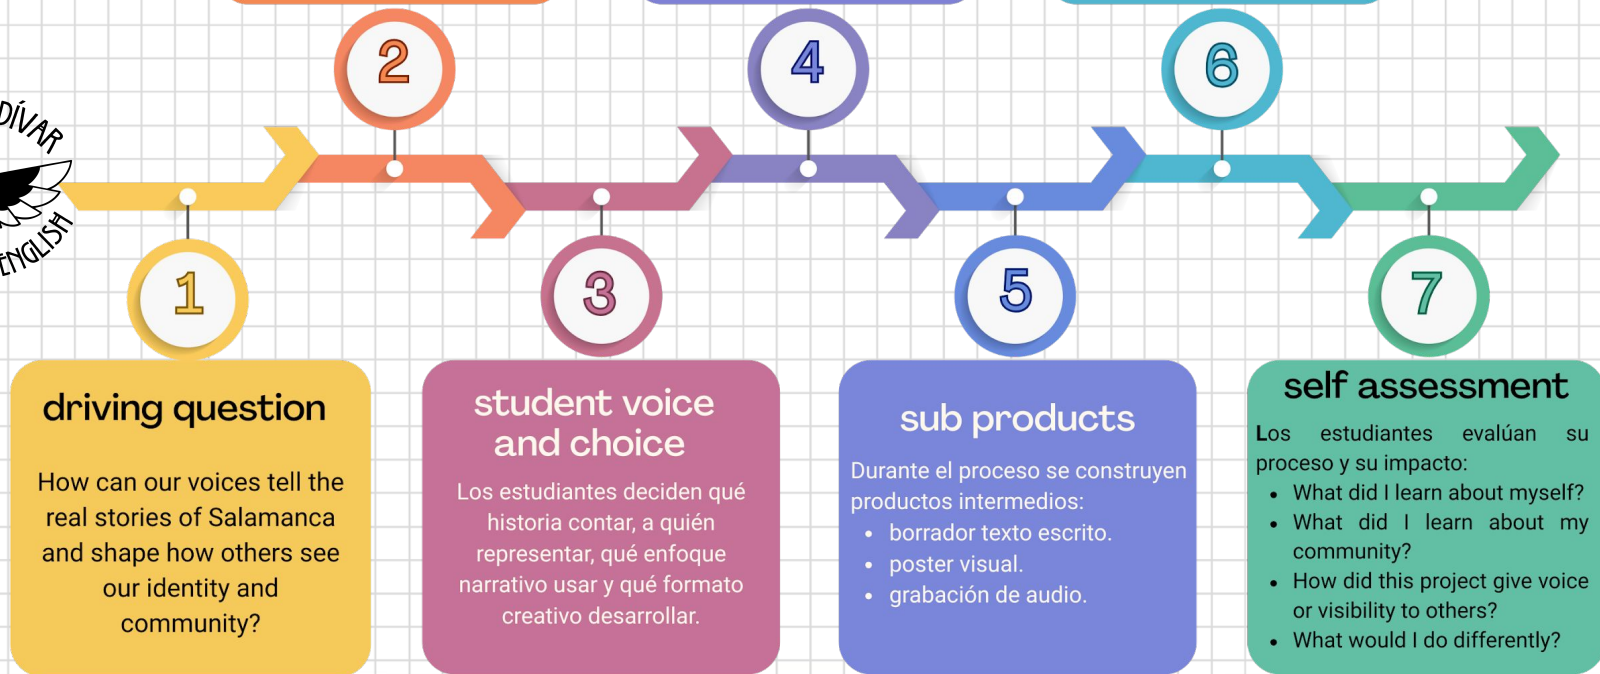 DÍVAR
ENGLISH
2
4
6
1
3
5
7
driving question
How can our voices tell the
real stories of Salamanca
and shape how others see
our identity and
community?
student voice
and choice
Los estudiantes deciden qué
historia contar, a quién
representar, qué enfoque
narrativo usar y qué formato
creativo desarrollar.
sub products
Durante el proceso se construyen
productos intermedios:
• borrador texto escrito.
• poster visual.
• grabación de audio.
self assessment
Los estudiantes evalúan su
proceso y su impacto:
• What did I learn about myself?
• What did I learn about my
community?
• How did this project give voice
or visibility to others?
• What would I do differently?